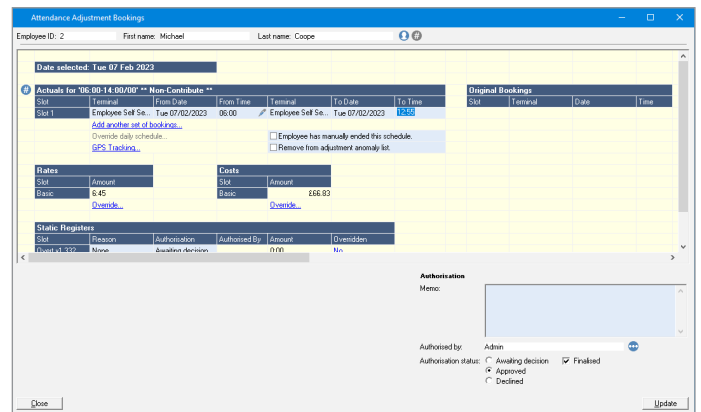 Attendance Adjustment Bookings
Employee ID: 2 First name: Michael Last name: Coope
Date selected: Tue 07 Feb 2023
Actuals for '06:00-14:00/00' ** Non-Contribute ** Original Bookings
Slot Terminal From Date From Time Terminal To Date To Time Slot Terminal Date Time
Slot 1 Employee Self Se... Tue 07/02/2023 06:00 Employee Self Se... Tue 07/02/2023 12:55
Add another set of bookings...
Override daily schedule... Employee has manually ended this schedule.
GPS Tracking... Remove from adjustment anomaly list.
Rates Costs
Slot Amount Slot Amount
Basic 6:45 Basic £66.83
Override... Override...
Static Registers
Slot Reason Authorisation Authorised By Amount Overridden
Overt x1.332 None Awaiting decision 0:00 No
Authorisation
Memo:
Authorised by: Admin
Authorisation status: Awaiting decision Finalised
Approved
Declined
Close Update